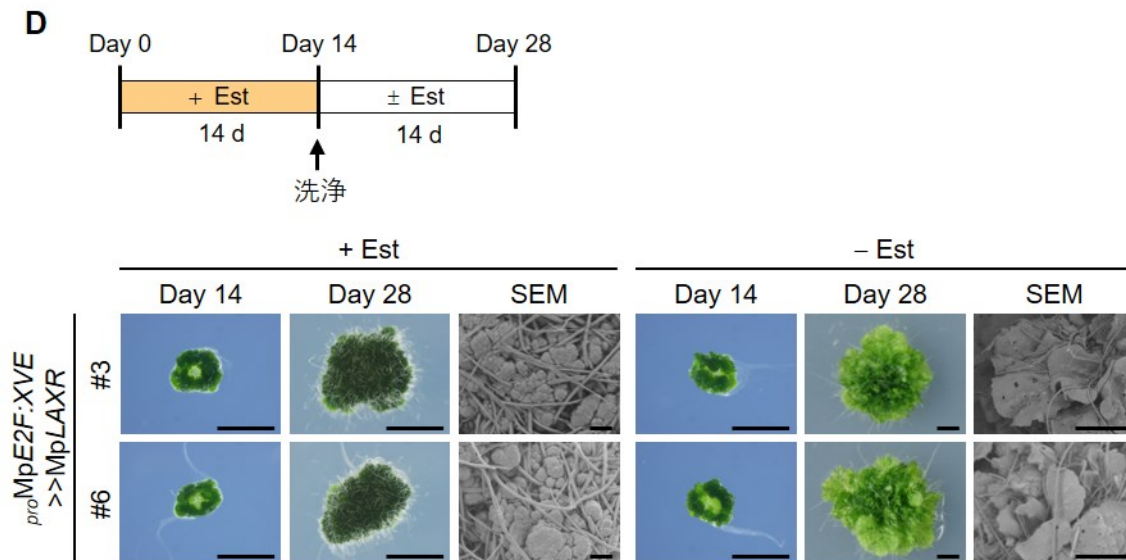 D
Day 0 Day 14 Day 28
+ Est ± Est
14 d 14 d
洗浄
+ Est − Est
Day 14 Day 28 SEM Day 14 Day 28 SEM
proMpE2F:XVE
>>MpLAXR
#3
#6